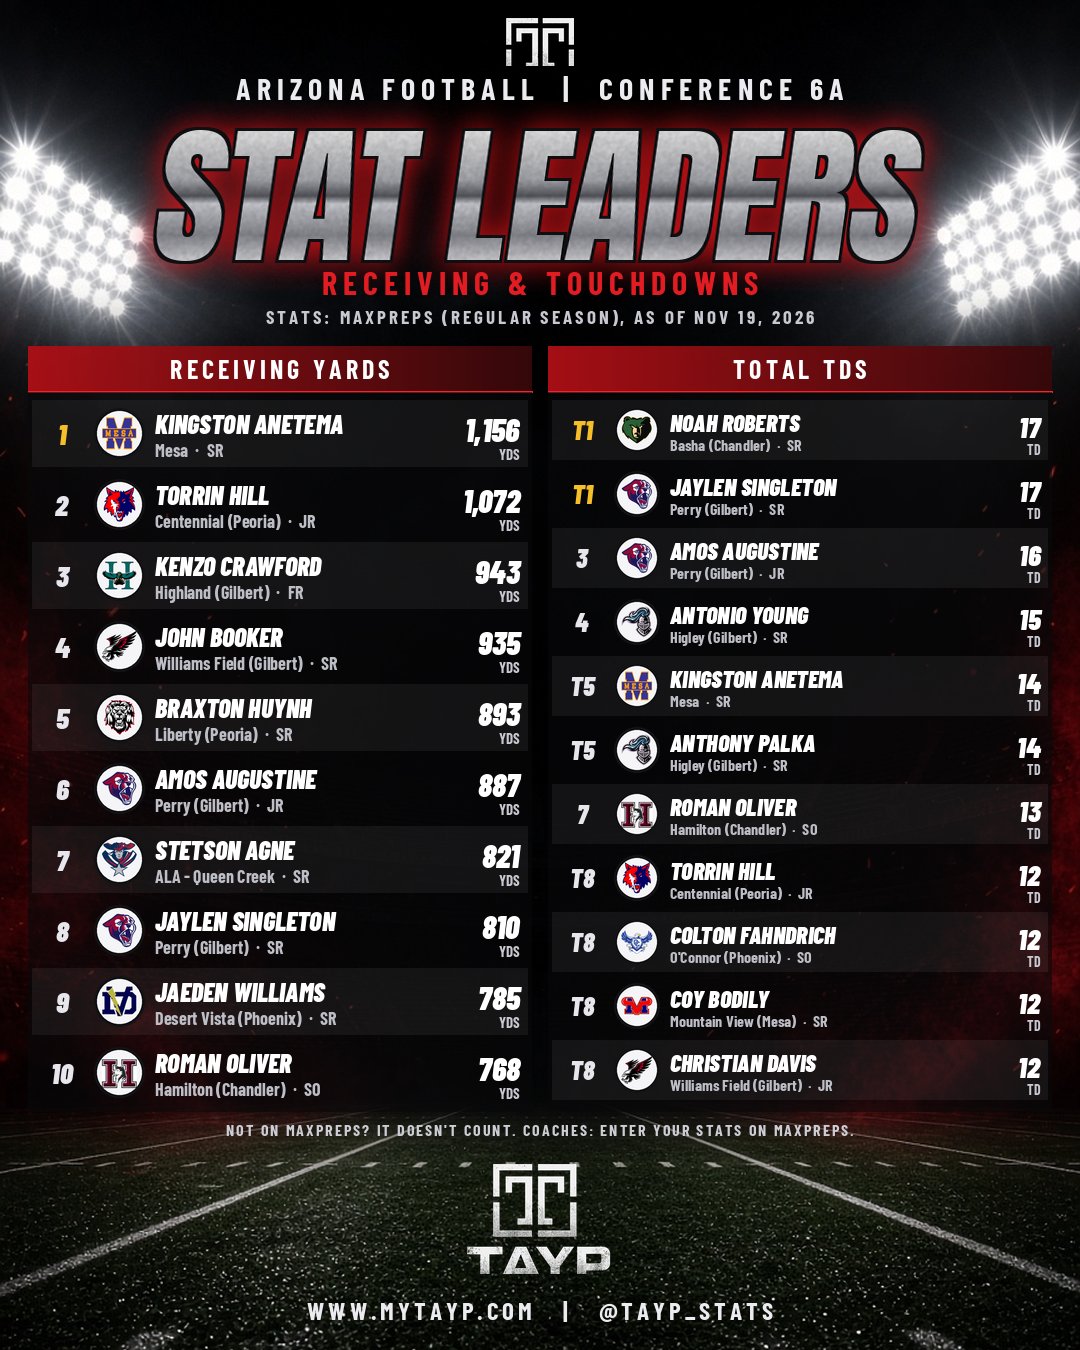 ARIZONA FOOTBALL | CONFERENCE 6A
STAT LEADERS
RECEIVING & TOUCHDOWNS
STATS: MAXPREPS (REGULAR SEASON), AS OF NOV 19, 2026
RECEIVING YARDS
1 MESA KINGSTON ANETEMA 1,156
Mesa · SR YDS
2 TORRIN HILL 1,072
Centennial (Peoria) · JR YDS
3 H KENZO CRAWFORD 943
Highland (Gilbert) · FR YDS
4 JOHN BOOKER 935
Williams Field (Gilbert) · SR YDS
5 BRAXTON HUYNH 893
Liberty (Peoria) · SR YDS
6 AMOS AUGUSTINE 887
Perry (Gilbert) · JR YDS
7 STETSON AGNE 821
ALA - Queen Creek · SR YDS
8 JAYLEN SINGLETON 810
Perry (Gilbert) · SR YDS
9 DV JAEDEN WILLIAMS 785
Desert Vista (Phoenix) · SR YDS
10 H ROMAN OLIVER 768
Hamilton (Chandler) · SO YDS
TOTAL TDS
T1 NOAH ROBERTS 17
Basha (Chandler) · SR TD
T1 JAYLEN SINGLETON 17
Perry (Gilbert) · SR TD
3 AMOS AUGUSTINE 16
Perry (Gilbert) · JR TD
4 ANTONIO YOUNG 15
Higley (Gilbert) · SR TD
T5 MESA KINGSTON ANETEMA 14
Mesa · SR TD
T5 ANTHONY PALKA 14
Higley (Gilbert) · SR TD
7 H ROMAN OLIVER 13
Hamilton (Chandler) · SO TD
T8 TORRIN HILL 12
Centennial (Peoria) · JR TD
T8 COLTON FAHNDRICH 12
O'Connor (Phoenix) · SO TD
T8 COY BODILY 12
Mountain View (Mesa) · SR TD
T8 CHRISTIAN DAVIS 12
Williams Field (Gilbert) · JR TD
NOT ON MAXPREPS? IT DOESN'T COUNT. COACHES: ENTER YOUR STATS ON MAXPREPS.
TAYP
WWW.MYTAYP.COM | @TAYP_STATS